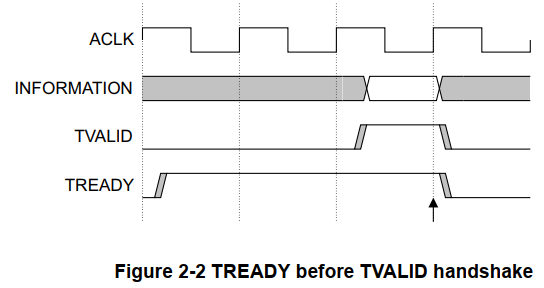 ACLK
INFORMATION
TVALID
TREADY
Figure 2-2 TREADY before TVALID handshake